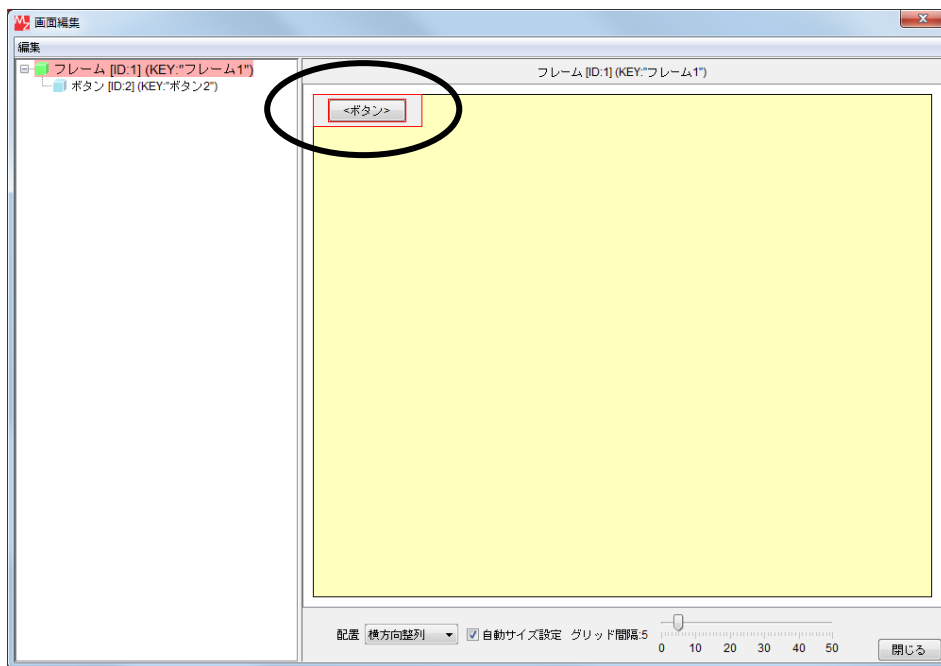 画面編集
編集
フレーム [ID:1] (KEY:"フレーム1")
ボタン [ID:2] (KEY:"ボタン2")
フレーム [ID:1] (KEY:"フレーム1")
<ボタン>
配置 横方向整列 自動サイズ設定 グリッド間隔:5
0 10 20 30 40 50
閉じる